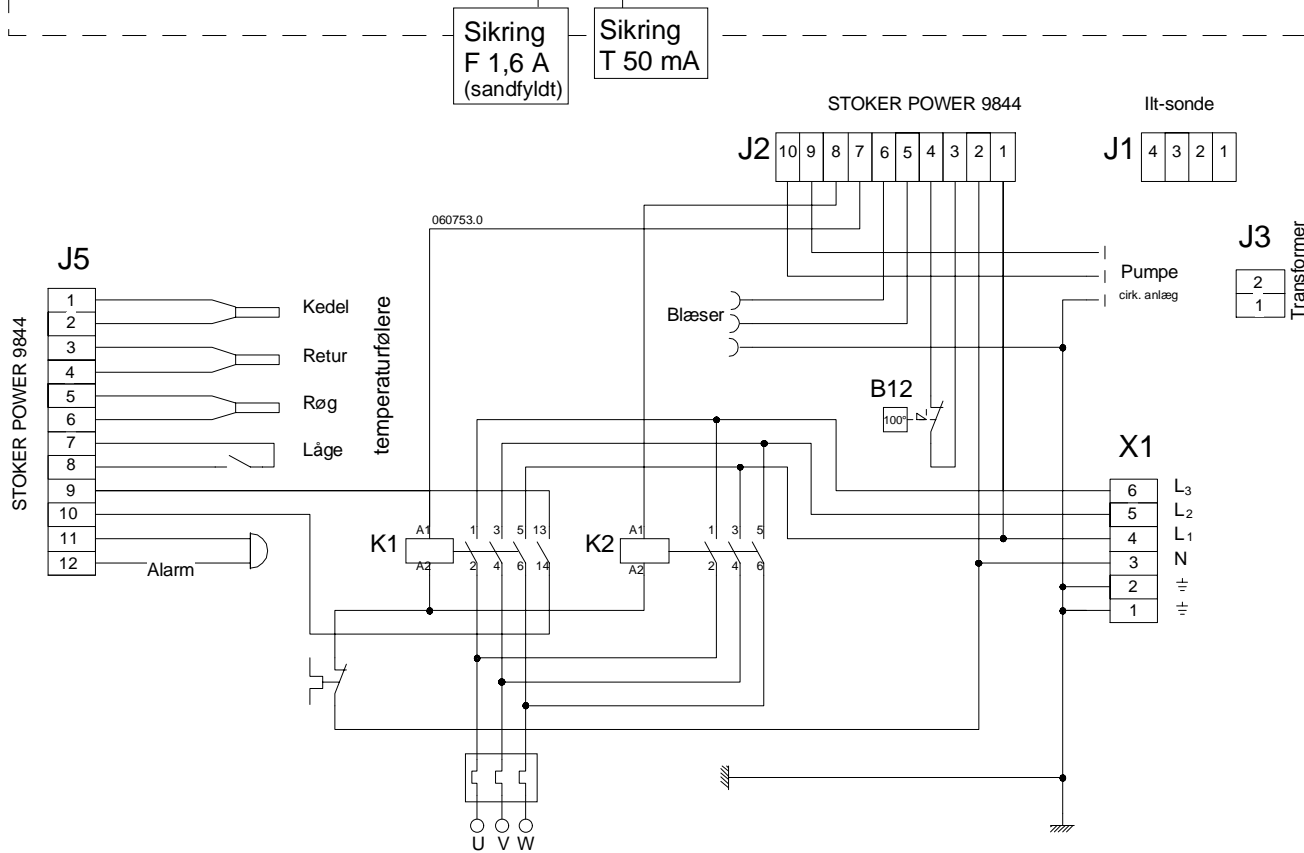 Sikring
F 1,6 A
(sandfyldt)
Sikring
T 50 mA
STOKER POWER 9844
Ilt-sonde
J2
10 9 8 7 6 5 4 3 2 1
J1
4 3 2 1
060753.0
J3
2
1
Transformer
Pumpe
cirk. anlæg
Blæser
J5
STOKER POWER 9844
1
2
3
4
5
6
7
8
9
10
11
12
Kedel
Retur
Røg
Låge
temperaturfølere
Alarm
B12
100°
X1
6 L3
5 L2
4 L1
3 N
2
1
K1
A1
A2
1 3 5 13
2 4 6 14
K2
A1
A2
1 3 5
2 4 6
U V W